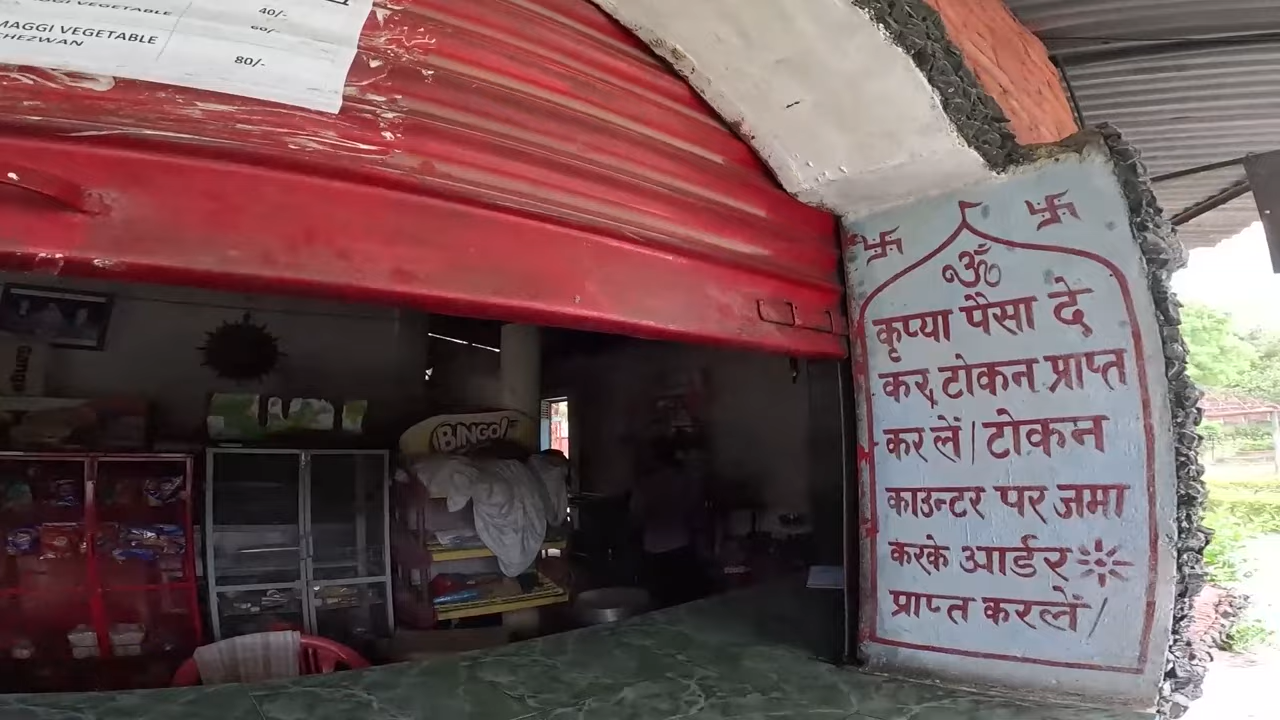 MAGGI VEGETABLE 40/-
60/-
MAGGI VEGETABLE
80/-
BINGO!
ॐ
कृप्या पैसा दे
कर, टोकन प्राप्त
कर लें / टोकन
काउन्टर पर जमा
करके आर्डर
प्राप्त करलें /